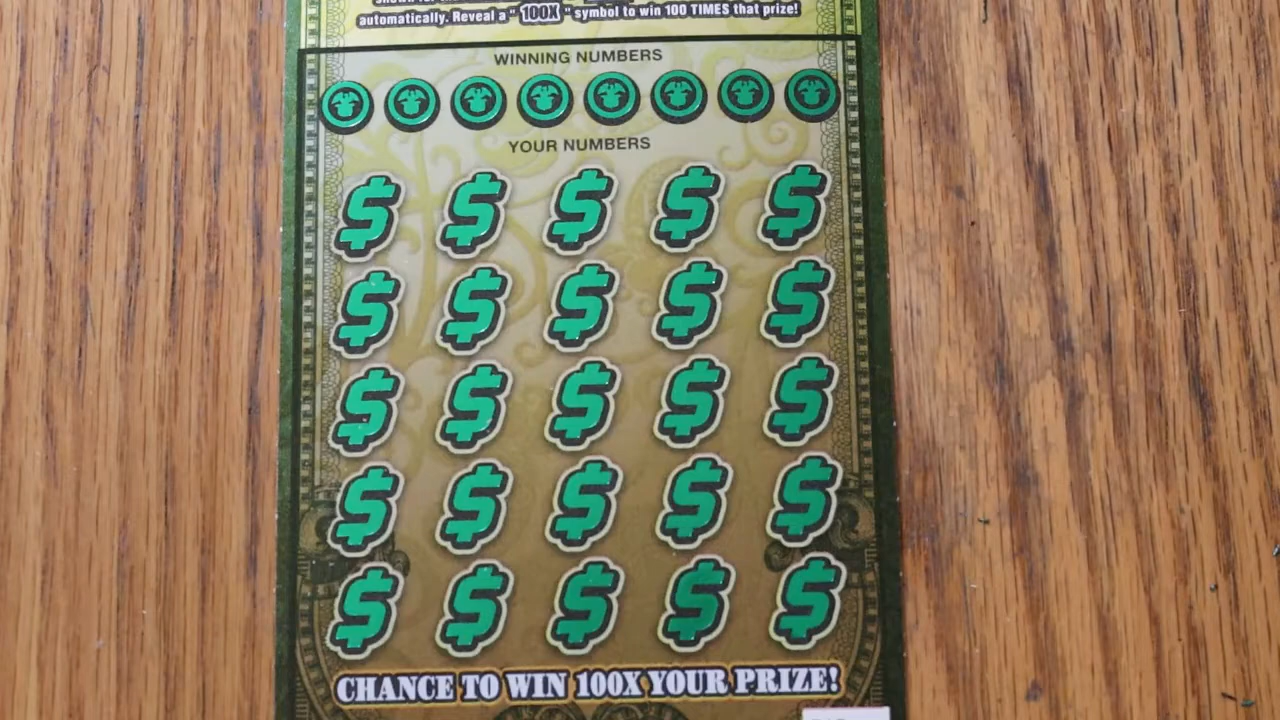 automatically. Reveal a "100X" symbol to win 100 TIMES that prize!
WINNING NUMBERS
YOUR NUMBERS
$ $ $ $ $
$ $ $ $ $
$ $ $ $ $
$ $ $ $ $
$ $ $ $ $
CHANCE TO WIN 100X YOUR PRIZE!